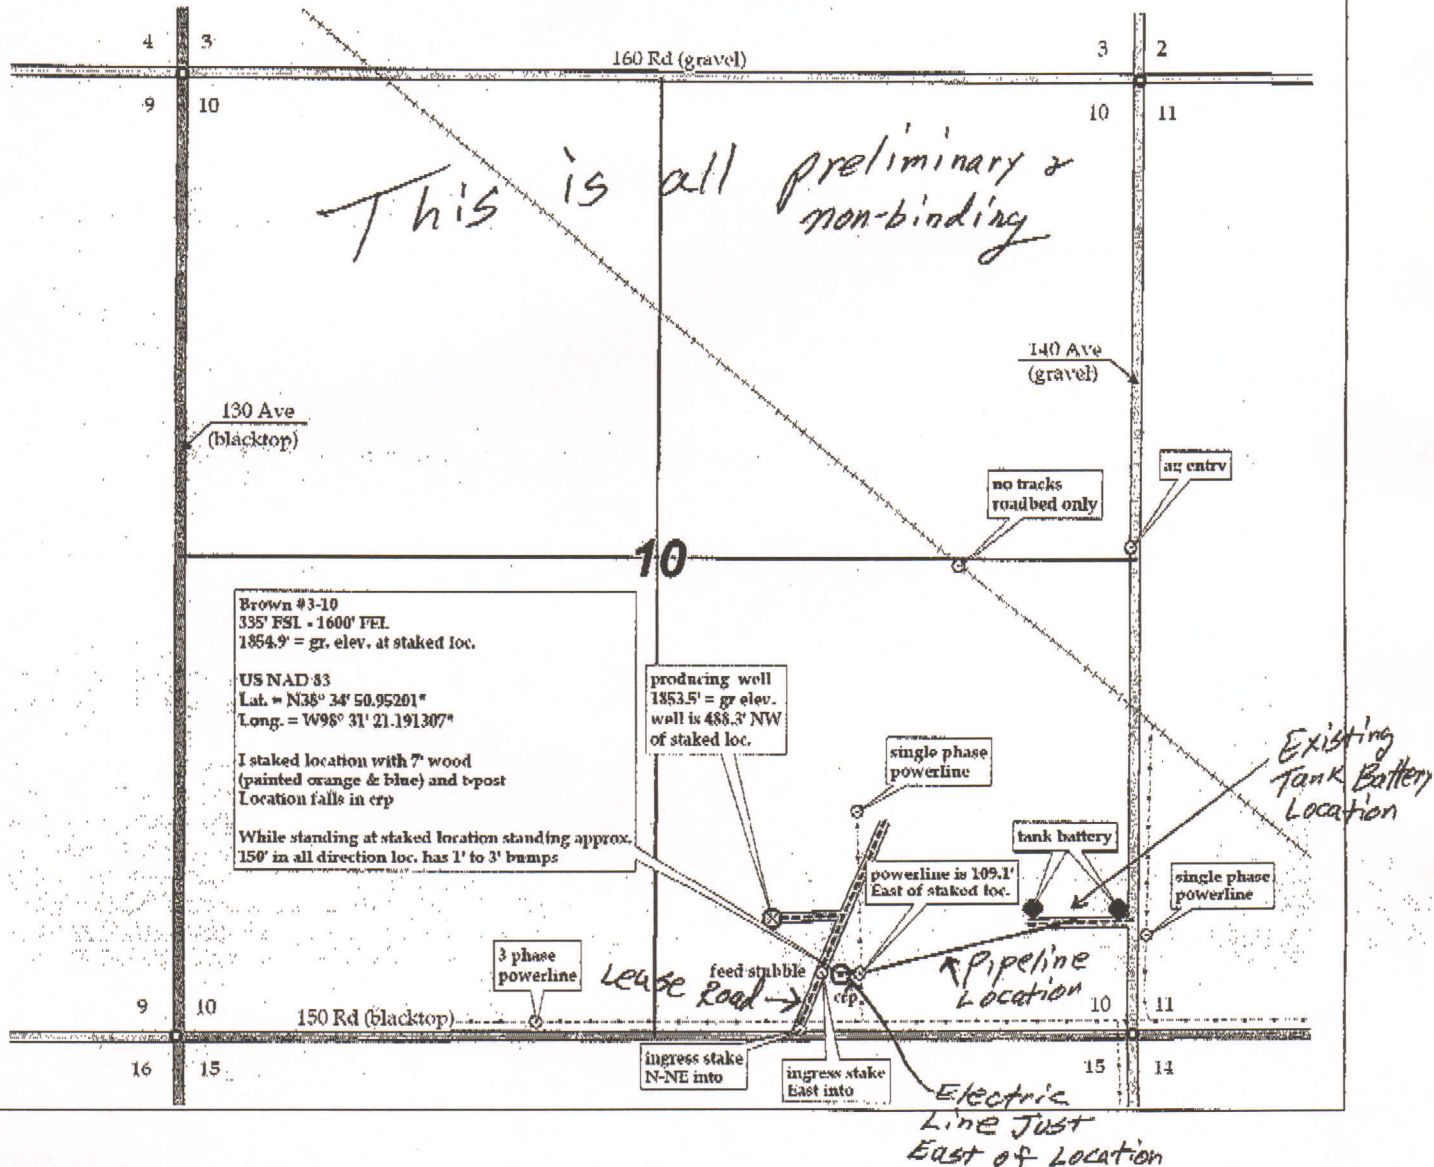 4 3
3 2
160 Rd (gravel)
9 10
10 11
This is all preliminary &
non-binding
140 Ave
(gravel)
130 Ave
(blacktop)
ag entry
no tracks
roadbed only
10
Brown #3-10
335' FSL - 1600' FEL
1854.9' = gr. elev. at staked loc.
US NAD 83
Lat. = N38° 34' 50.95201"
Long. = W98° 31' 21.191307"
I staked location with 7' wood
(painted orange & blue) and t-post
Location falls in crp
While standing at staked location standing approx.
150' in all direction loc. has 1' to 3' bumps
producing well
1853.5' = gr elev.
well is 488.3' NW
of staked loc.
single phase
powerline
Existing
Tank Battery
Location
tank battery
powerline is 109.1'
East of staked loc.
single phase
powerline
3 phase
powerline
Lease
Road
feed stubble
crp
Pipeline
Location
9 10
10 11
150 Rd (blacktop)
16 15
15 14
ingress stake
N-NE into
ingress stake
East into
Electric
Line Just
East of Location